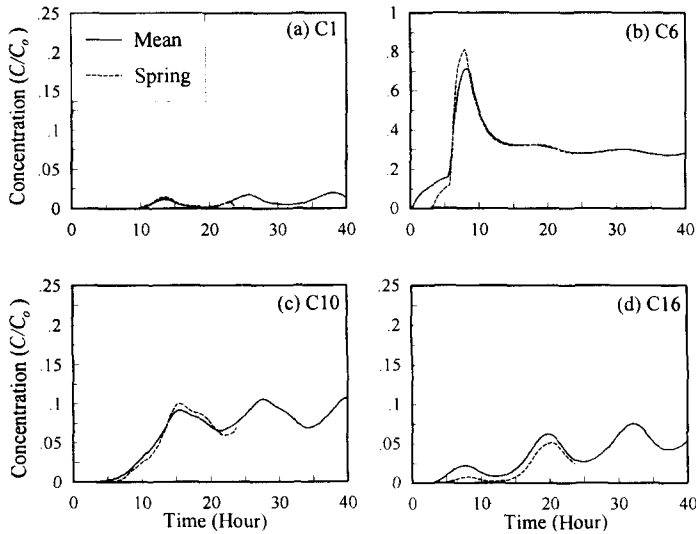 .25
.2
.15
.1
.05
0
0 10 20 30 40
Concentration (C/Cₒ)
(a) C1
Mean
Spring
1
.8
.6
.4
.2
0
0 10 20 30 40
(b) C6
.25
.2
.15
.1
.05
0
0 10 20 30 40
Concentration (C/Cₒ)
Time (Hour)
(c) C10
.25
.2
.15
.1
.05
0
0 10 20 30 40
Time (Hour)
(d) C16